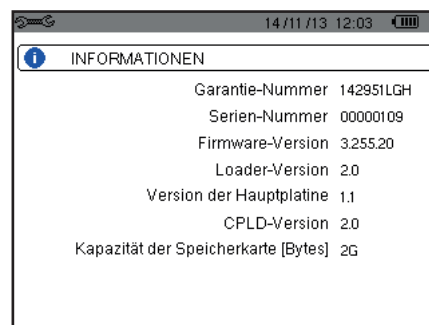 14/11/13 12:03
INFORMATIONEN
Garantie-Nummer 142951LGH
Serien-Nummer 00000109
Firmware-Version 3.255.20
Loader-Version 2.0
Version der Hauptplatine 1.1
CPLD-Version 2.0
Kapazität der Speicherkarte [Bytes] 2G